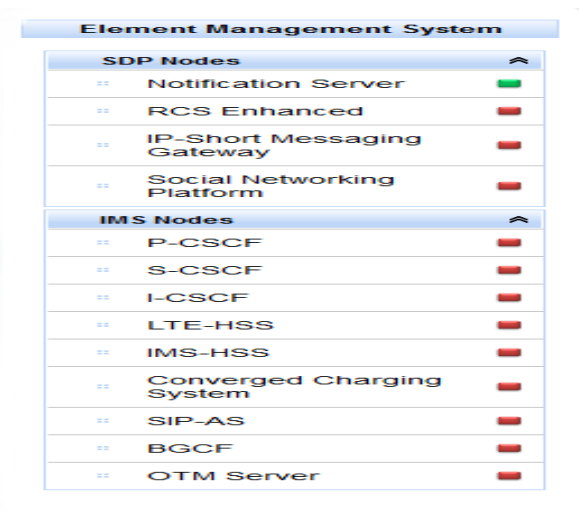 Element Management System
SDP Nodes
Notification Server
RCS Enhanced
IP-Short Messaging
Gateway
Social Networking
Platform
IMS Nodes
P-CSCF
S-CSCF
I-CSCF
LTE-HSS
IMS-HSS
Converged Charging
System
SIP-AS
BGCF
OTM Server